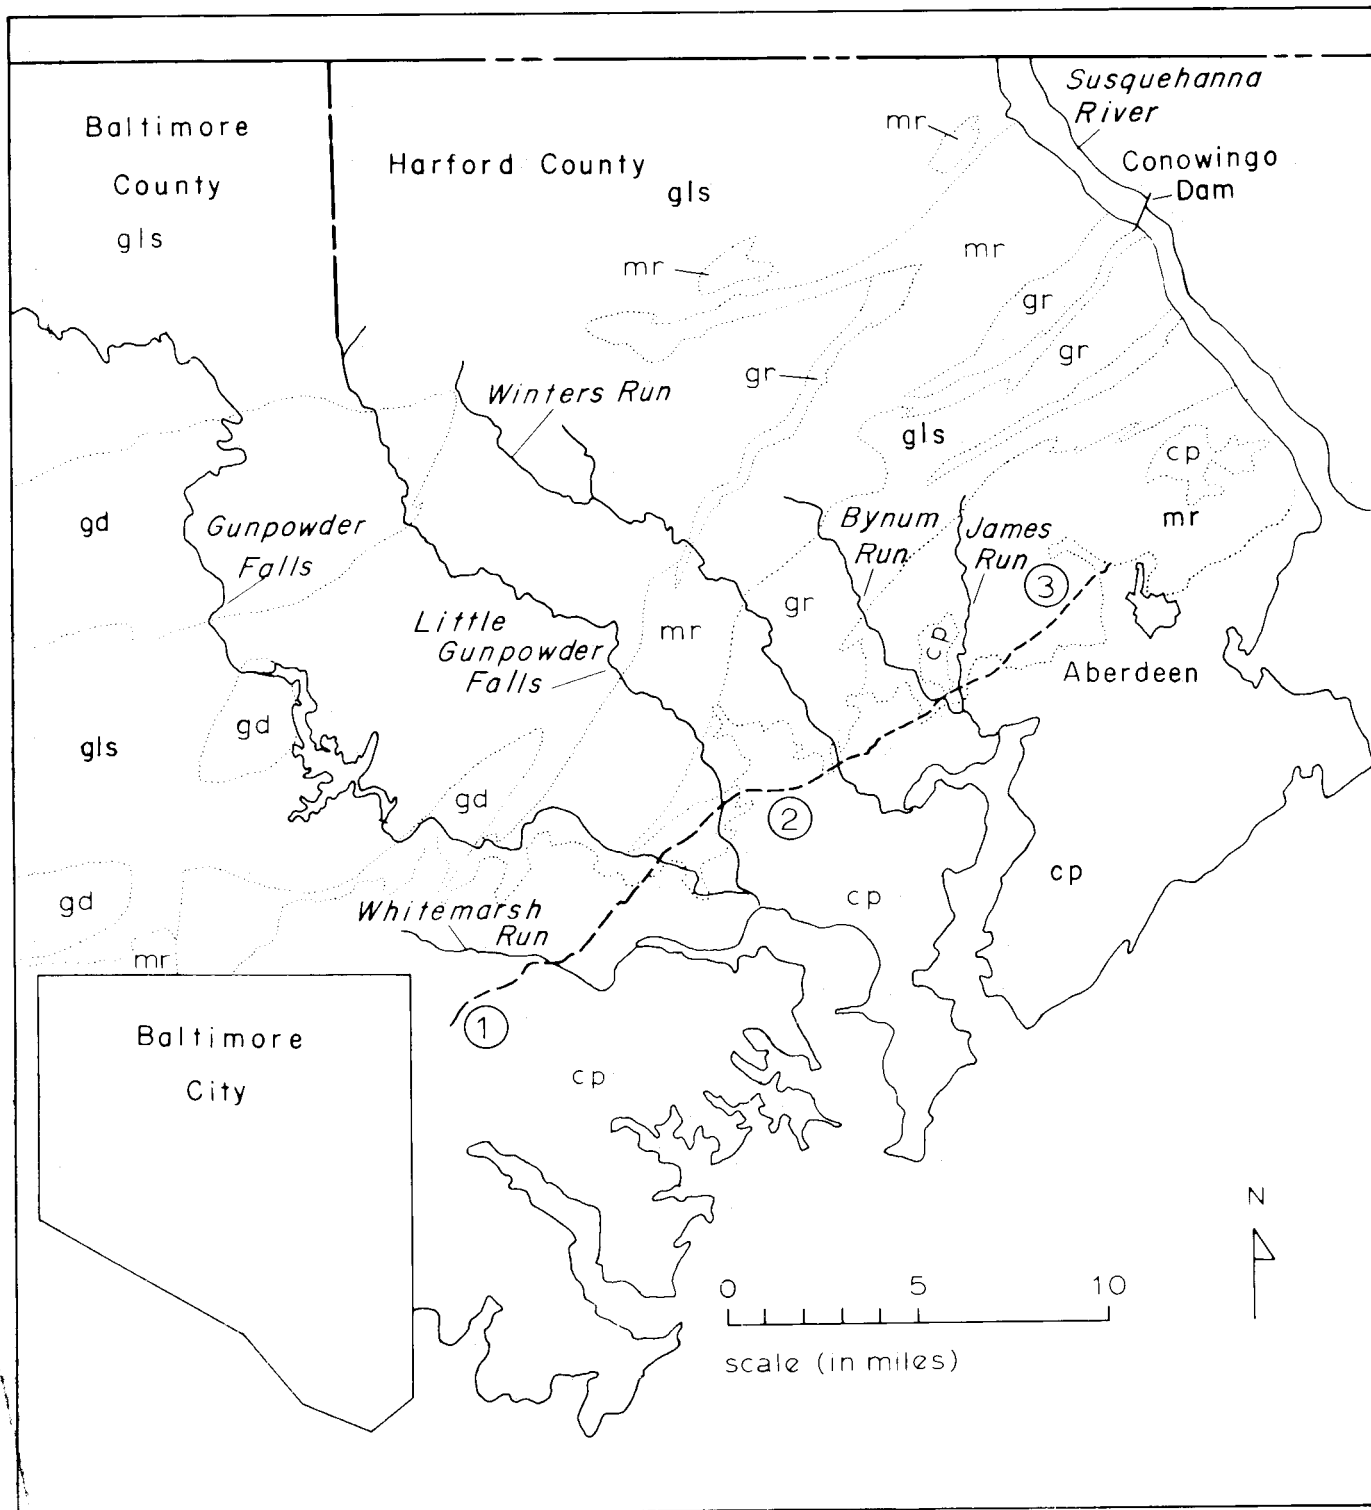 Susquehanna
River
mr
Baltimore
County
gls
Harford County
gls
Conowingo
Dam
mr
mr
gr
gr
gr
Winters Run
gls
cp
gd
Gunpowder
Falls
Bynum
Run
James
Run
mr
3
gr
Little
Gunpowder
Falls
mr
cp
Aberdeen
gd
gls
gd
2
gd
cp
cp
Whitemarsh
Run
mr
1
Baltimore
City
cp
N
0 5 10
scale (in miles)